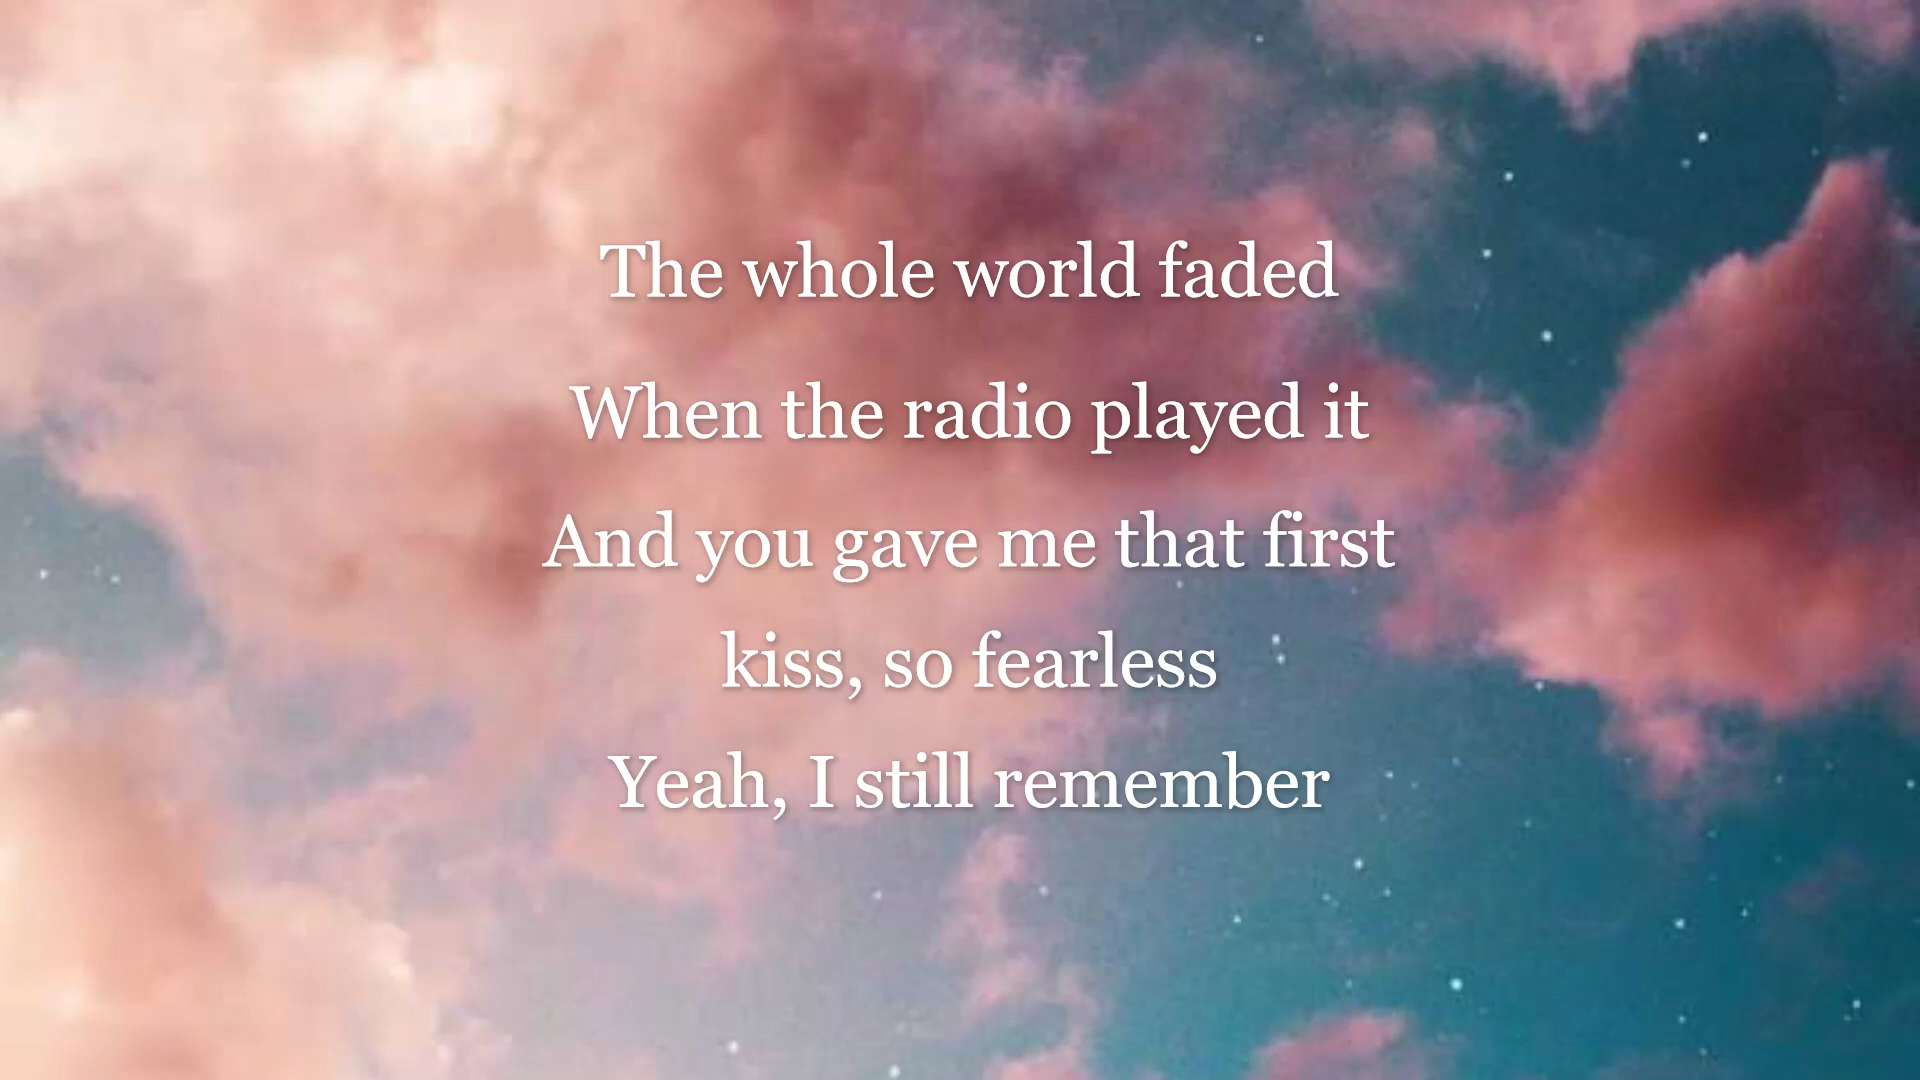 The whole world faded
When the radio played it
And you gave me that first
kiss, so fearless
Yeah, I still remember